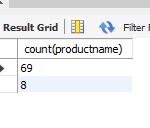 Result Grid Filter R
count(productname)
69
8